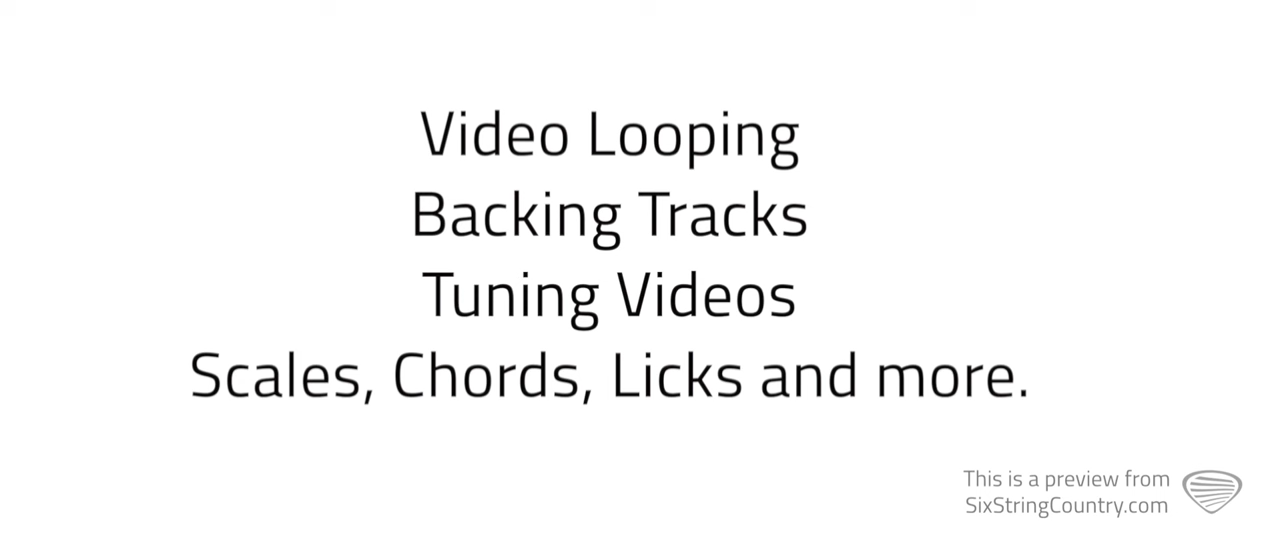 Video Looping
Backing Tracks
Tuning Videos
Scales, Chords, Licks and more.
This is a preview from
SixStringCountry.com